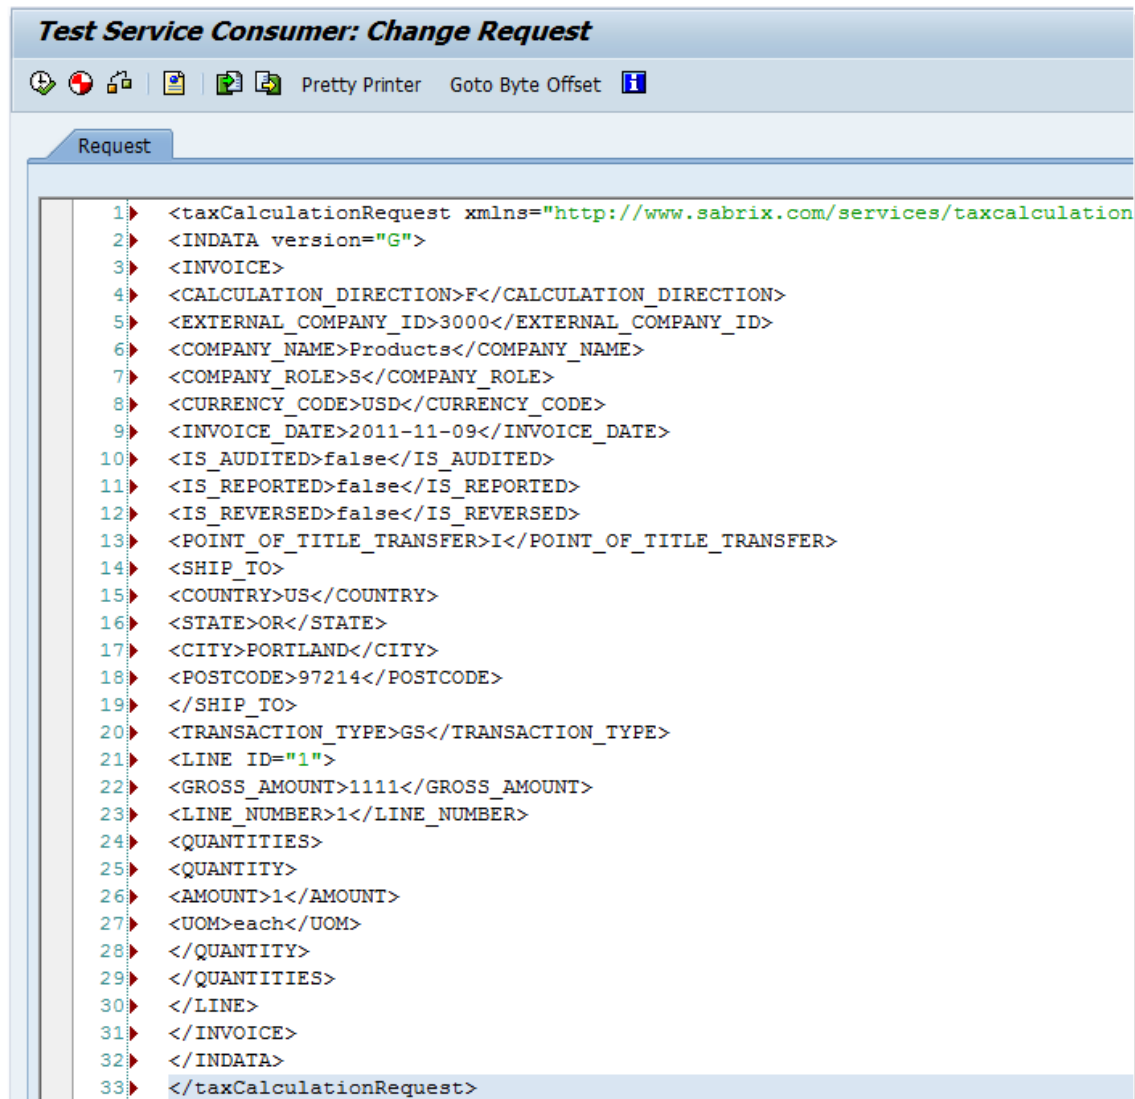 Test Service Consumer: Change Request
Pretty Printer Goto Byte Offset
Request
1 <taxCalculationRequest xmlns="http://www.sabrix.com/services/taxcalculation
2 <INDATA version="G">
3 <INVOICE>
4 <CALCULATION_DIRECTION>F</CALCULATION_DIRECTION>
5 <EXTERNAL_COMPANY_ID>3000</EXTERNAL_COMPANY_ID>
6 <COMPANY_NAME>Products</COMPANY_NAME>
7 <COMPANY_ROLE>S</COMPANY_ROLE>
8 <CURRENCY_CODE>USD</CURRENCY_CODE>
9 <INVOICE_DATE>2011-11-09</INVOICE_DATE>
10 <IS_AUDITED>false</IS_AUDITED>
11 <IS_REPORTED>false</IS_REPORTED>
12 <IS_REVERSED>false</IS_REVERSED>
13 <POINT_OF_TITLE_TRANSFER>I</POINT_OF_TITLE_TRANSFER>
14 <SHIP_TO>
15 <COUNTRY>US</COUNTRY>
16 <STATE>OR</STATE>
17 <CITY>PORTLAND</CITY>
18 <POSTCODE>97214</POSTCODE>
19 </SHIP_TO>
20 <TRANSACTION_TYPE>GS</TRANSACTION_TYPE>
21 <LINE ID="1">
22 <GROSS_AMOUNT>1111</GROSS_AMOUNT>
23 <LINE_NUMBER>1</LINE_NUMBER>
24 <QUANTITIES>
25 <QUANTITY>
26 <AMOUNT>1</AMOUNT>
27 <UOM>each</UOM>
28 </QUANTITY>
29 </QUANTITIES>
30 </LINE>
31 </INVOICE>
32 </INDATA>
33 </taxCalculationRequest>